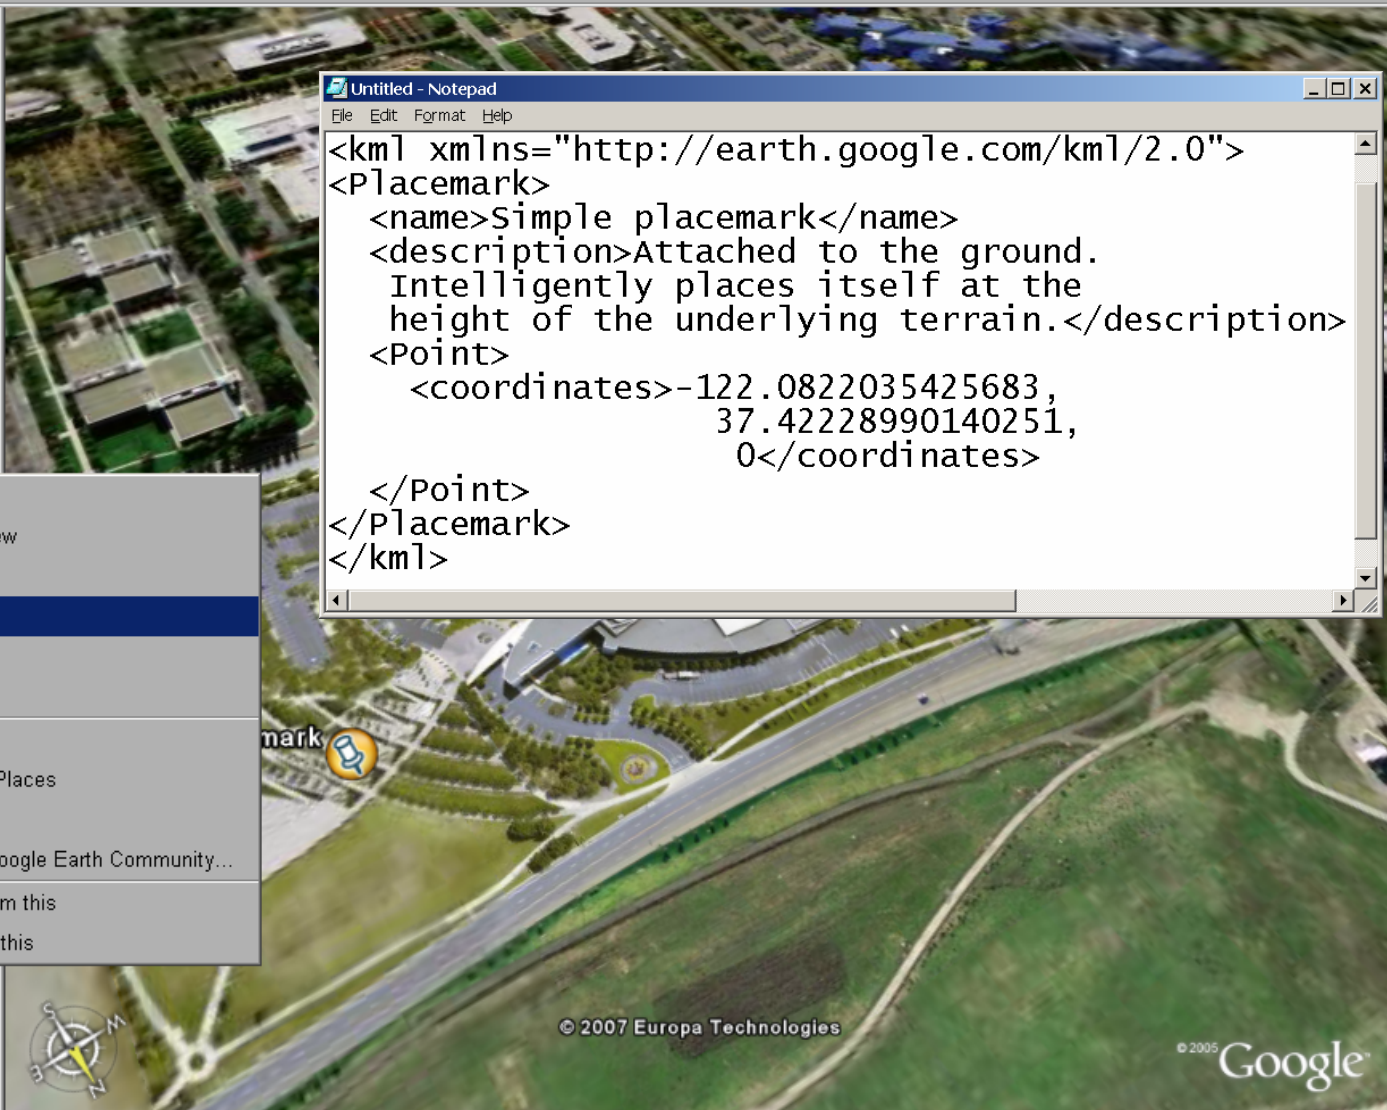 Untitled - Notepad
File Edit Format Help
<kml xmlns="http://earth.google.com/kml/2.0">
<Placemark>
<name>Simple placemark</name>
<description>Attached to the ground.
Intelligently places itself at the
height of the underlying terrain.</description>
<Point>
<coordinates>-122.0822035425683,
37.42228990140251,
0</coordinates>
</Point>
</Placemark>
</kml>
ew
mark
Places
oogle Earth Community...
m this
this
S
W
E
N
© 2007 Europa Technologies
© 2005 Google